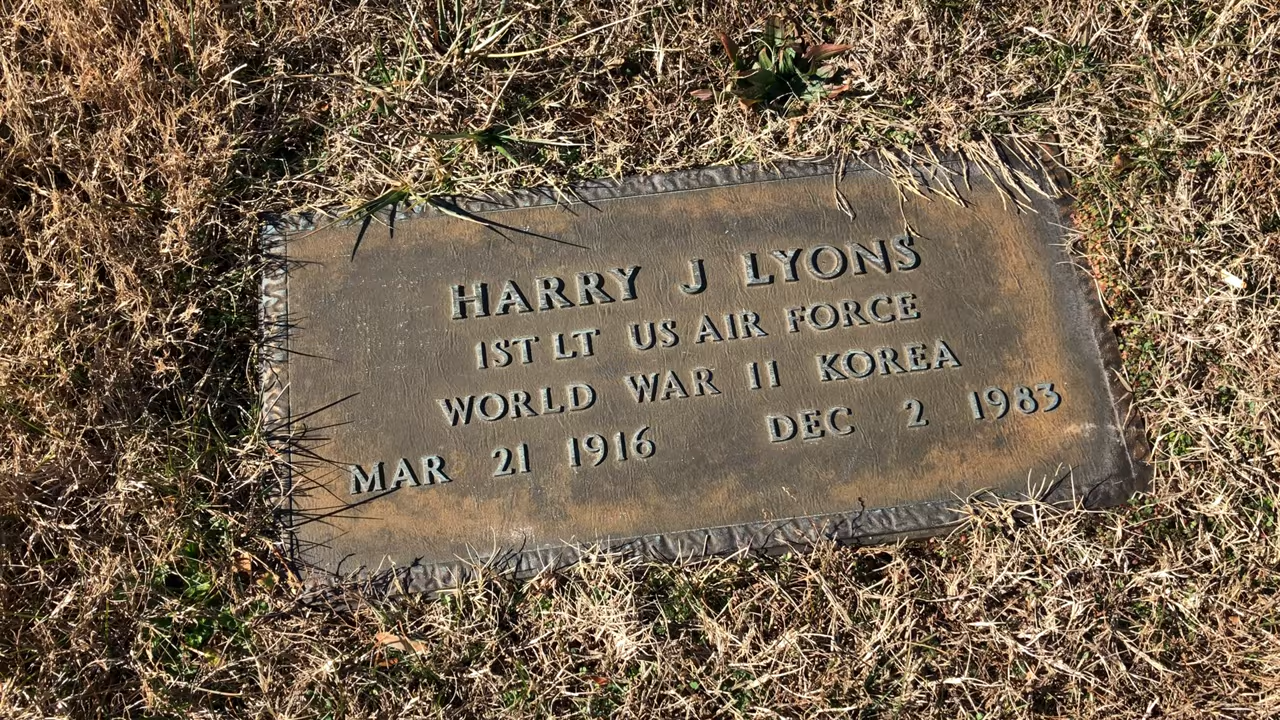 HARRY J LYONS
1ST LT US AIR FORCE
WORLD WAR II KOREA
MAR 21 1916 DEC 2 1983